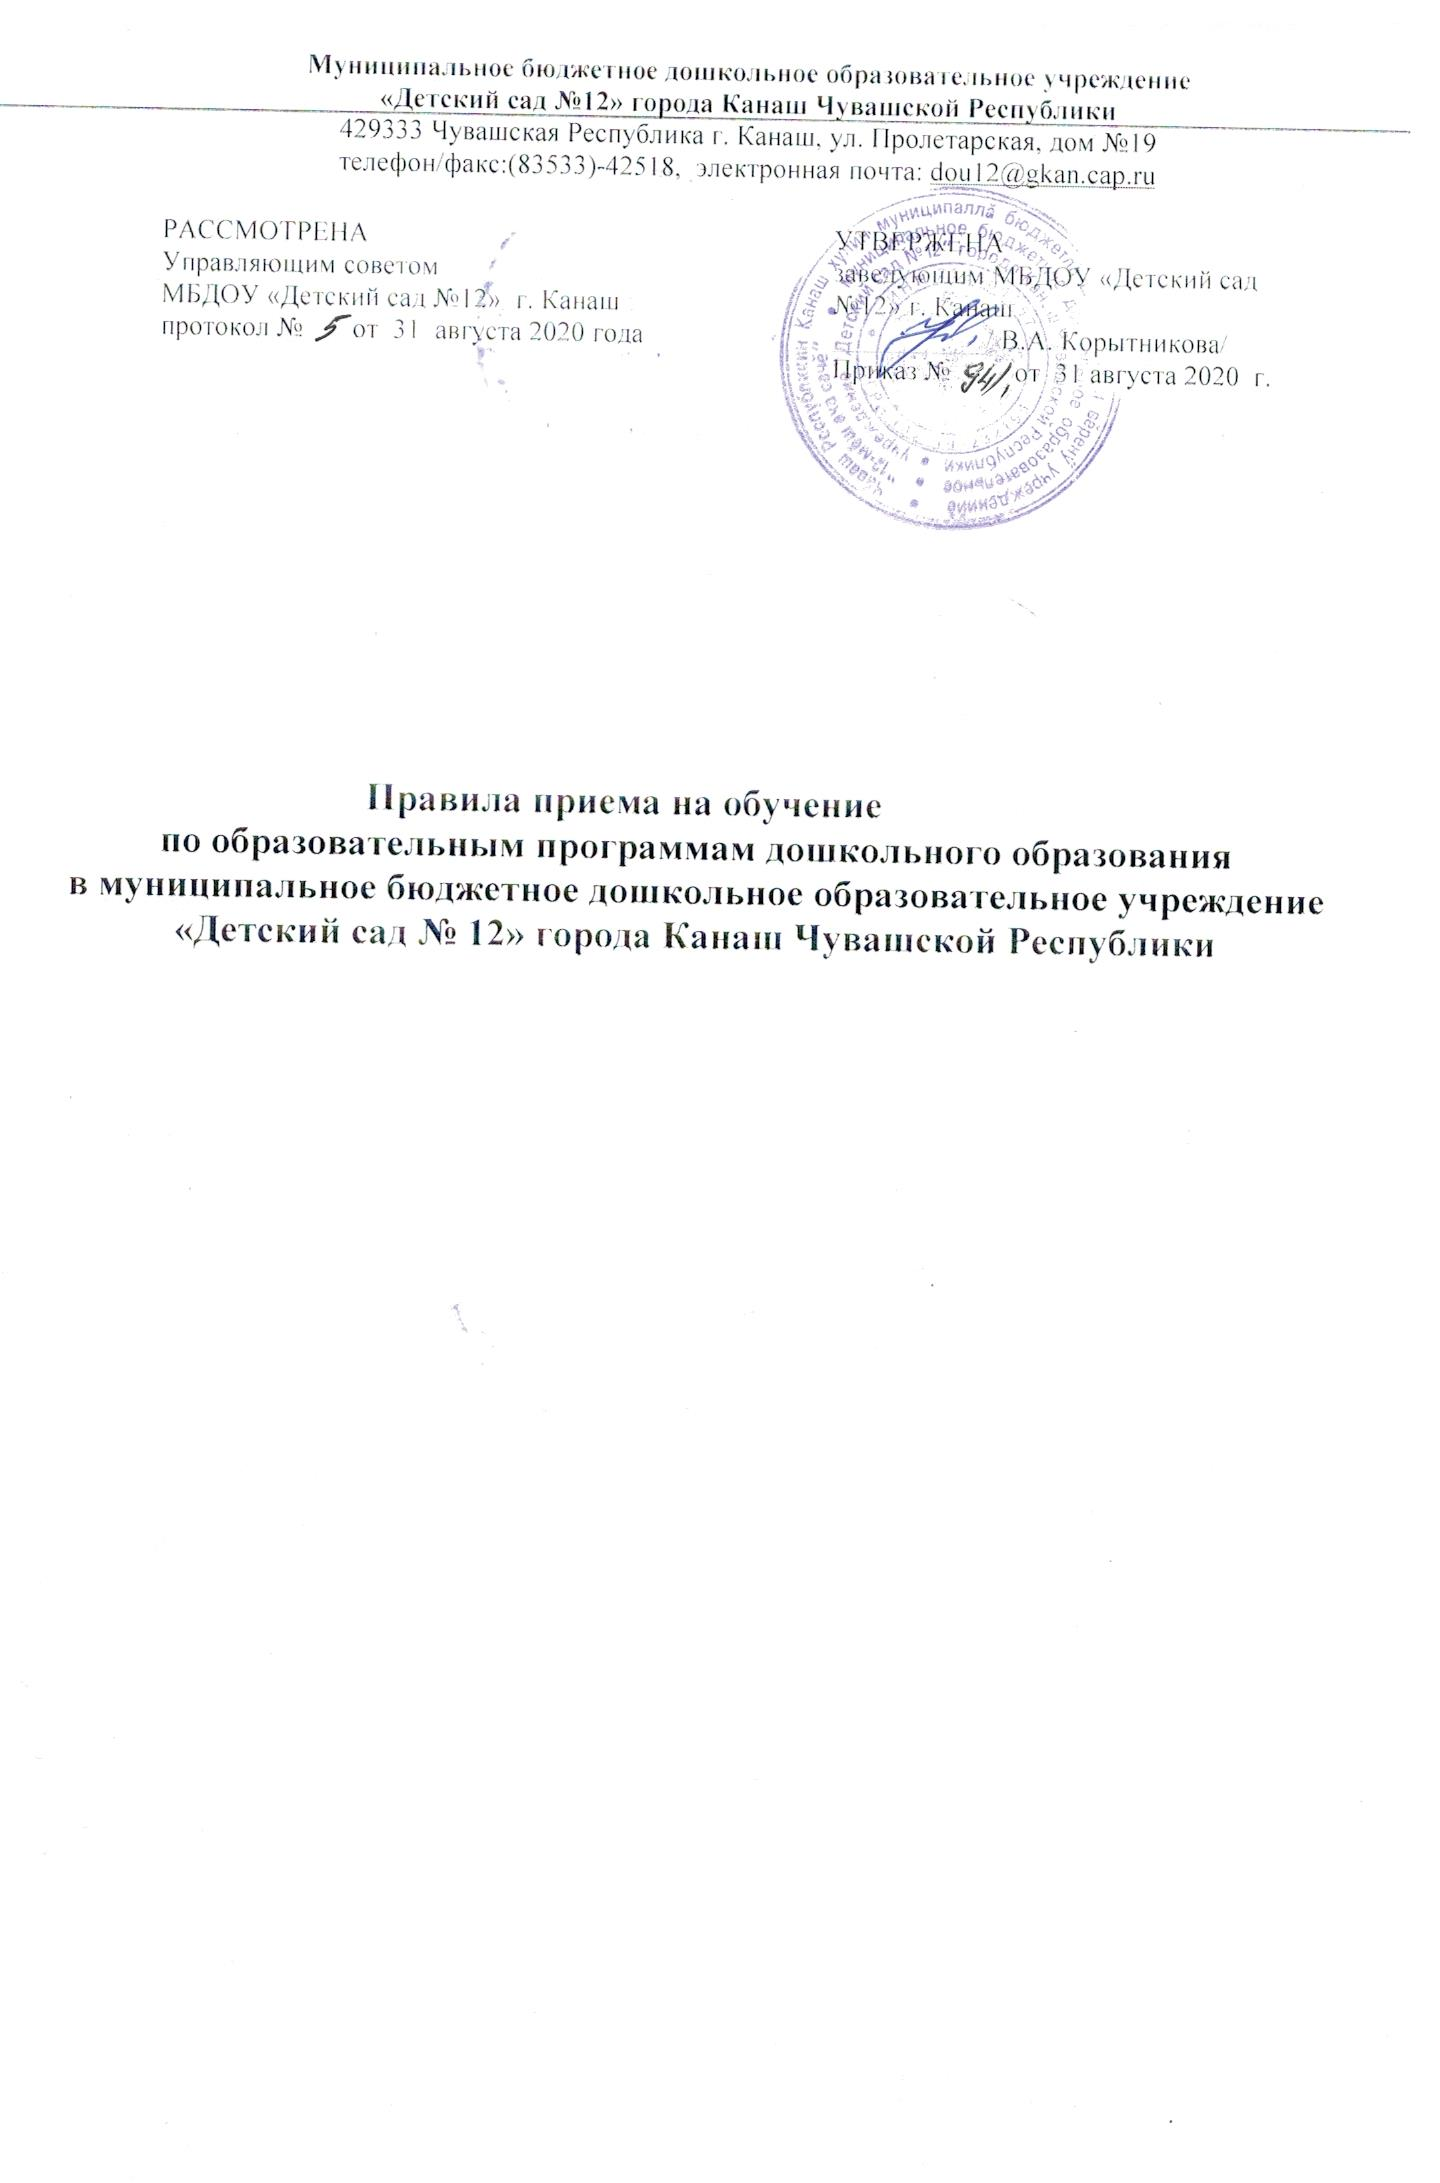 Муниципальное бюджетное дошкольное образовательное учреждение
«Детский сад №12» города Канаш Чувашской Республики
429333 Чувашская Республика г. Канаш, ул. Пролетарская, дом №19
телефон/факс:(83533)-42518, электронная почта: dou12@gkan.cap.ru
РАССМОТРЕНА
Управляющим советом
МБДОУ «Детский сад №12» г. Канаш
протокол № 5 от 31 августа 2020 года
УТВЕРЖЕНА
заведующим МБДОУ «Детский сад
№12» г. Канаш
/ В.А. Корытникова/
Приказ № 94/1 от 31 августа 2020 г.
Правила приема на обучение
по образовательным программам дошкольного образования
в муниципальное бюджетное дошкольное образовательное учреждение
«Детский сад № 12» города Канаш Чувашской Республики